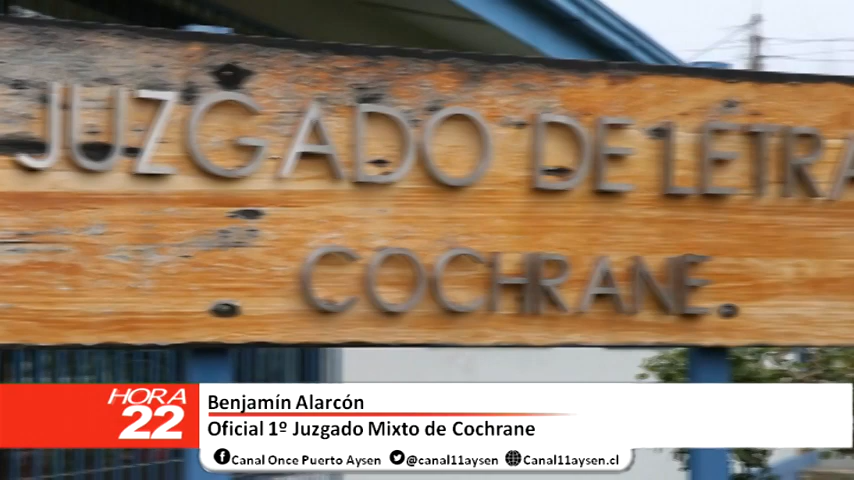 JUZGADO DE LETRA
COCHRANE
HORA
22
Benjamín Alarcón
Oficial 1º Juzgado Mixto de Cochrane
Canal Once Puerto Aysen @canal11aysen Canal11aysen.cl